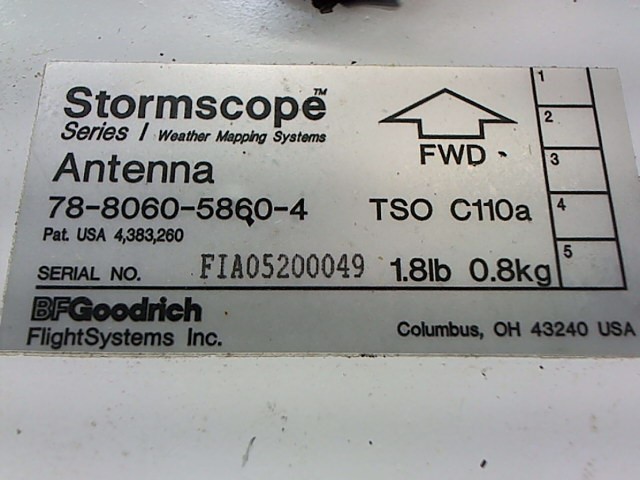 Stormscope™
Series I Weather Mapping Systems
Antenna
78-8060-5860-4
Pat. USA 4,383,260
SERIAL NO. FIA05200049
FWD
TSO C110a
1.8lb 0.8kg
1
2
3
4
5
BFGoodrich
FlightSystems Inc.
Columbus, OH 43240 USA